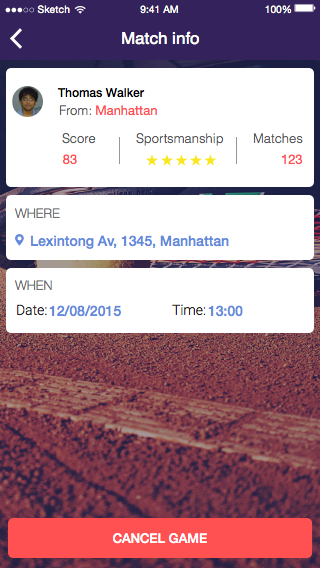 Sketch 9:41 AM 100%
Match info
Thomas Walker
From: Manhattan
Score Sportsmanship Matches
83 ★★★★★ 123
WHERE
Lexintong Av, 1345, Manhattan
WHEN
Date: 12/08/2015 Time: 13:00
CANCEL GAME